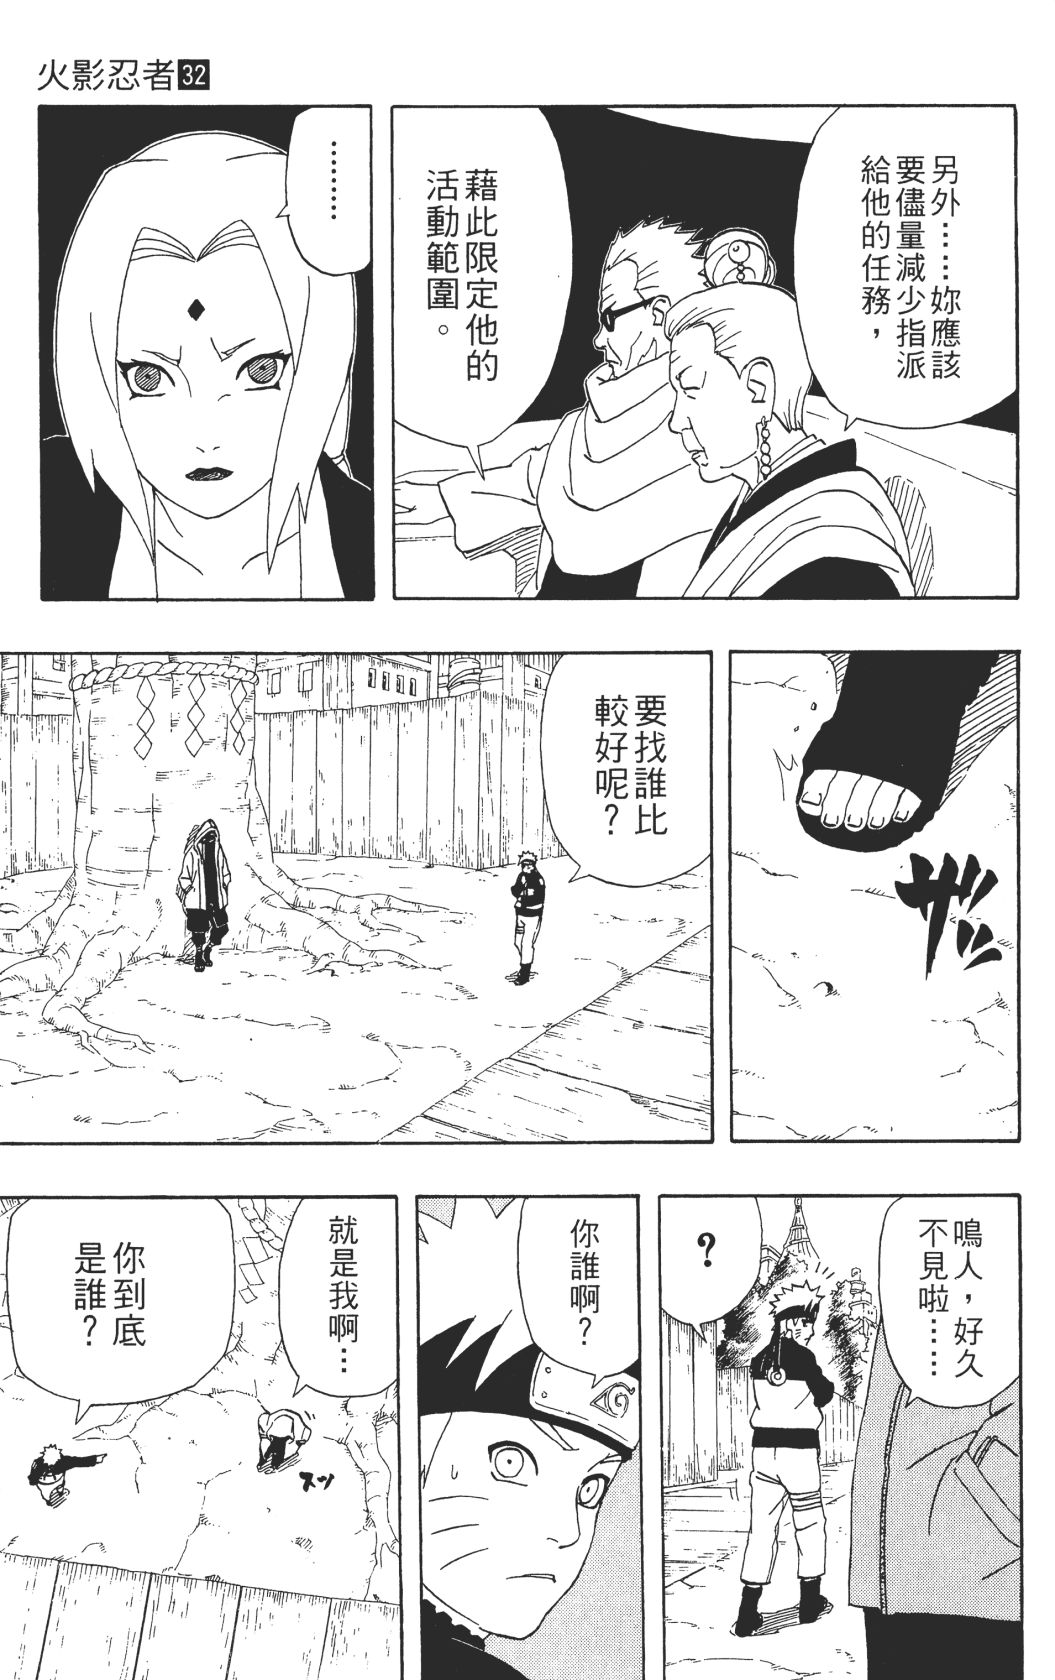 火影忍者32
另外……妳應該
要儘量減少指派
給他的任務，
藉此限定他的
活動範圍。
………
ザッ
要找誰比
較好呢？
鳴人，好久
不見啦……
？
你誰啊？
就是我啊…
スッ
你到底
是誰？